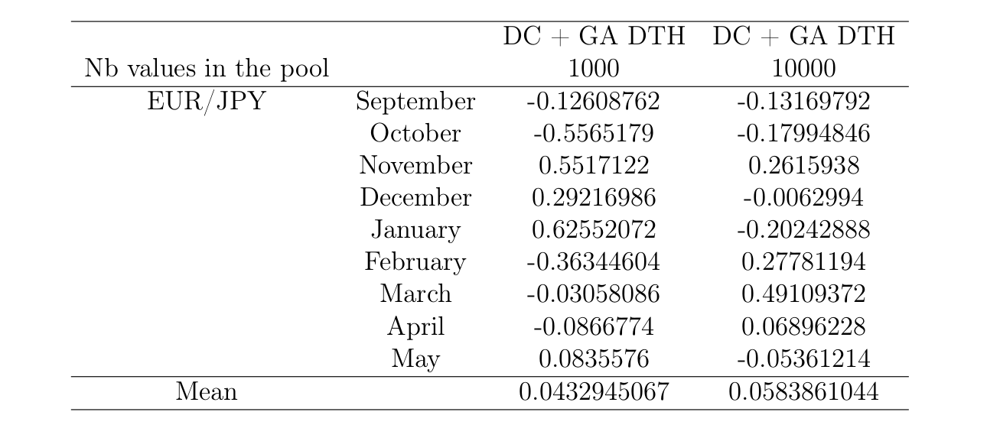 DC + GA DTH DC + GA DTH
Nb values in the pool 1000 10000
EUR/JPY September -0.12608762 -0.13169792
October -0.5565179 -0.17994846
November 0.5517122 0.2615938
December 0.29216986 -0.0062994
January 0.62552072 -0.20242888
February -0.36344604 0.27781194
March -0.03058086 0.49109372
April -0.0866774 0.06896228
May 0.0835576 -0.05361214
Mean 0.0432945067 0.0583861044